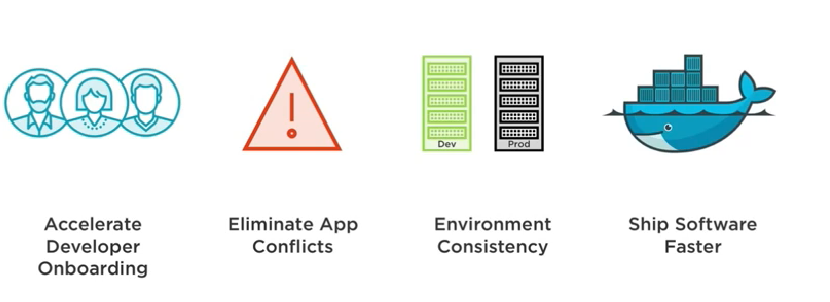 Dev
Prod
Accelerate
Developer
Onboarding
Eliminate App
Conflicts
Environment
Consistency
Ship Software
Faster